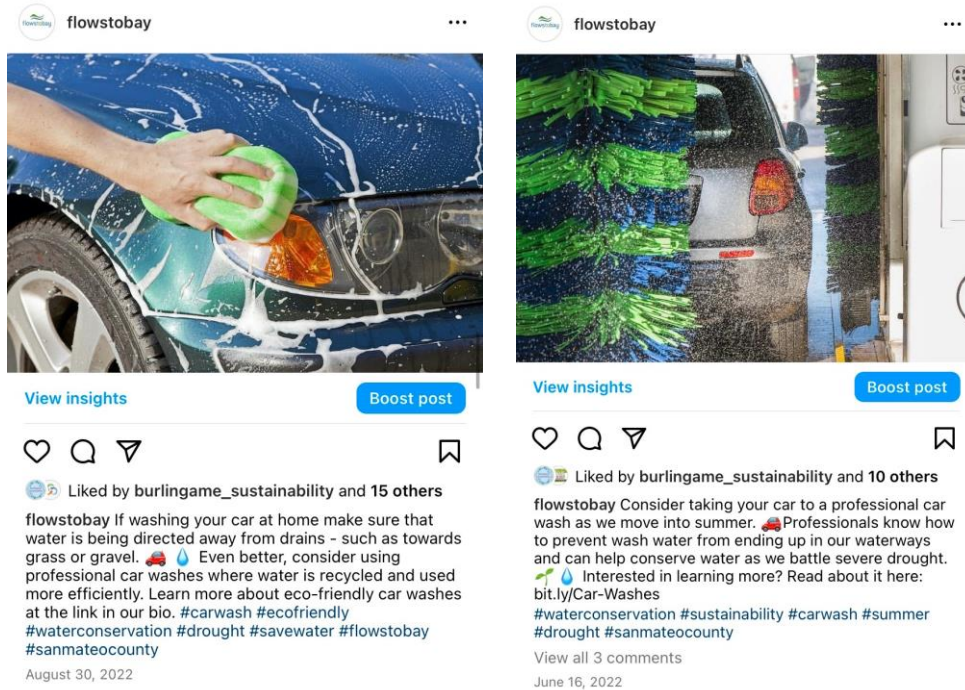 flowstobay
flowstobay
View insights
Boost post
Liked by burlingame_sustainability and 15 others
flowstobay If washing your car at home make sure that
water is being directed away from drains - such as towards
grass or gravel. 🚗 💧 Even better, consider using
professional car washes where water is recycled and used
more efficiently. Learn more about eco-friendly car washes
at the link in our bio. #carwash #ecofriendly
#waterconservation #drought #savewater #flowstobay
#sanmateocounty
August 30, 2022
flowstobay
flowstobay
View insights
Boost post
Liked by burlingame_sustainability and 10 others
flowstobay Consider taking your car to a professional car
wash as we move into summer. 🚗Professionals know how
to prevent wash water from ending up in our waterways
and can help conserve water as we battle severe drought.
🌱 💧 Interested in learning more? Read about it here:
bit.ly/Car-Washes
#waterconservation #sustainability #carwash #summer
#drought #sanmateocounty
View all 3 comments
June 16, 2022